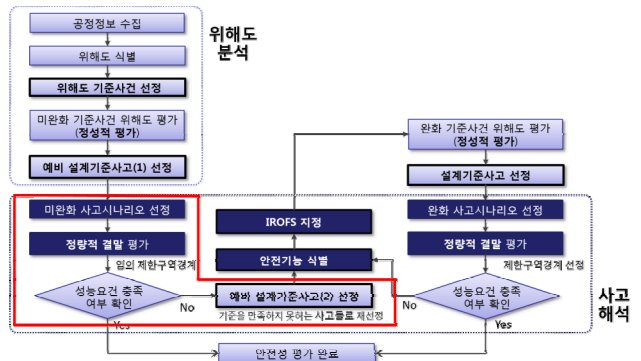 공정정보 수집
위해도 식별
위해도 기준사건 선정
미완화 기준사건 위해도 평가
(정성적 평가)
예비 설계기준사고(1) 선정
위해도
분석
미완화 사고시나리오 선정
정량적 결말 평가
임의 제한구역경계
성능요건 충족
여부 확인
No
Yes
예비 설계기준사고(2) 선정
기준을 만족하지 못하는 사고들로 재선정
안전기능 식별
IROFS 지정
완화 기준사건 위해도 평가
(정성적 평가)
설계기준사고 선정
완화 사고시나리오 선정
정량적 결말 평가
제한구역경계 선정
성능요건 충족
여부 확인
No
Yes
사고
해석
안전성 평가 완료